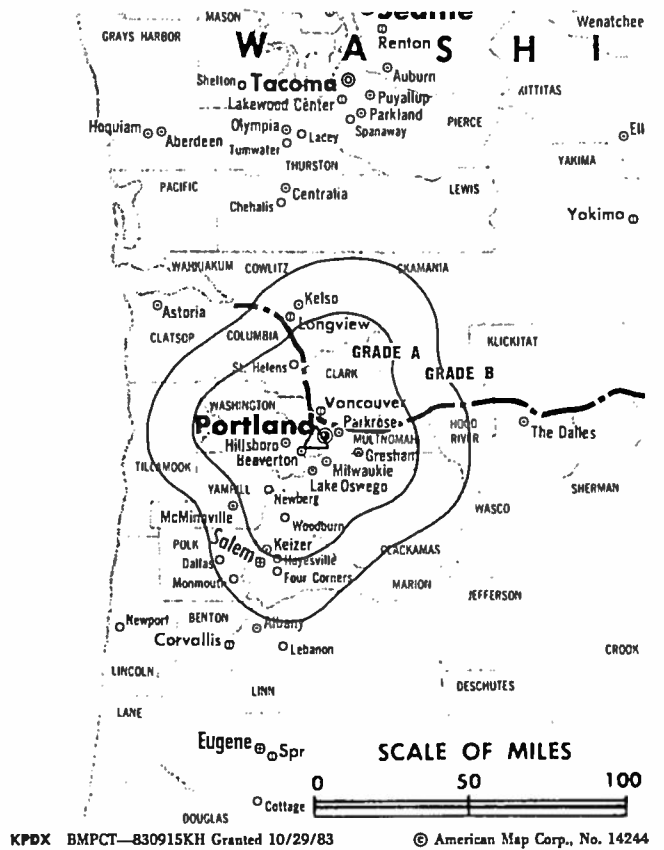 MASON
Seattle
Wenatchee
GRAYS HARBOR
Renton
W A S H I
Auburn
Shelton
Tacoma
KITTITAS
Puyallup
Lakewood Center
Parkland
PIERCE
Hoquiam
Aberdeen
Olympia
Lacey
Spanaway
Ell
Tumwater
THURSTON
YAKIMA
PACIFIC
Centralia
LEWIS
Chehalis
Yakima
WAHKIAKUM
COWLITZ
SKAMANIA
Astoria
Kelso
Longview
CLATSOP
COLUMBIA
KLICKITAT
GRADE A
St. Helens
CLARK
GRADE B
WASHINGTON
Vancouver
Portland
Parkrose
HOOD
RIVER
The Dalles
MULTNOMAH
Hillsboro
Gresham
Beaverton
TILLAMOOK
Milwaukie
Lake Oswego
YAMHILL
Newberg
SHERMAN
McMinnville
Woodburn
WASCO
Salem
Keizer
POLK
Hayesville
CLACKAMAS
Dallas
Four Corners
Monmouth
MARION
JEFFERSON
Newport
BENTON
Albany
Corvallis
Lebanon
CROOK
LINCOLN
LINN
DESCHUTES
LANE
Eugene
Spr
SCALE OF MILES
0 50 100
Cottage
DOUGLAS
KPDX BMPCT—830915KH Granted 10/29/83 © American Map Corp., No. 14244